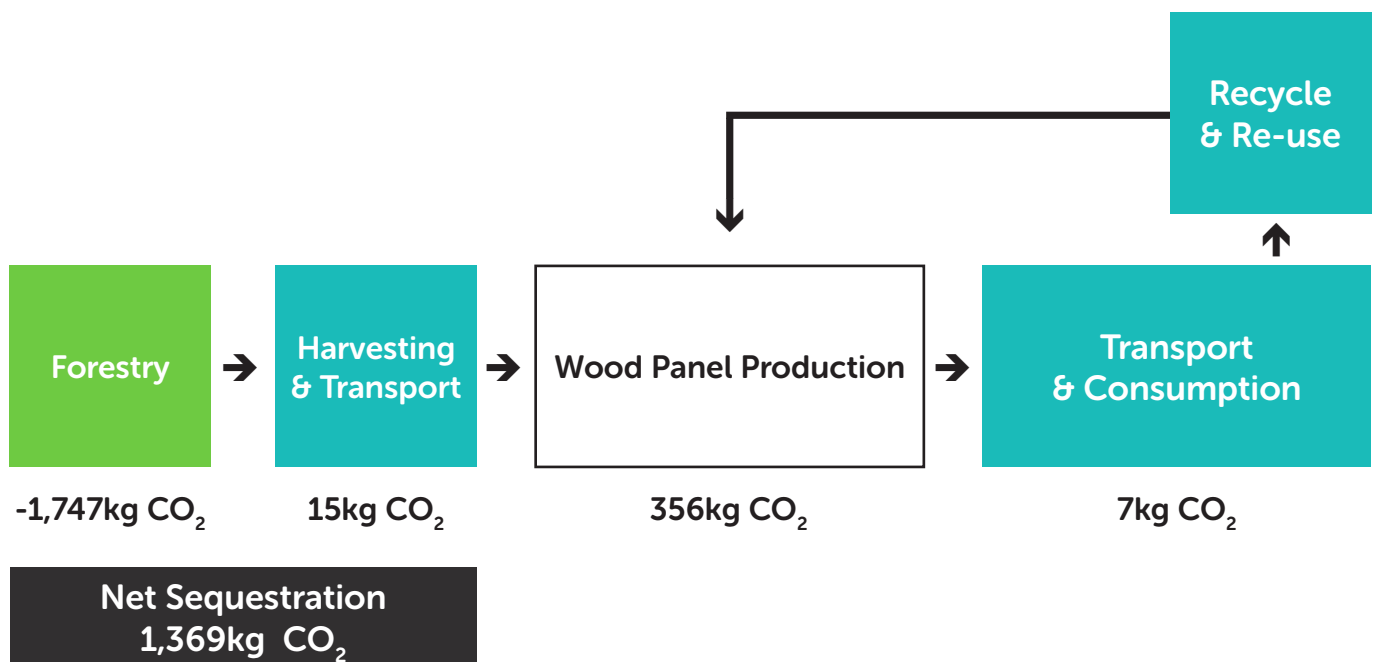 Recycle
& Re-use
Forestry
Harvesting
& Transport
Wood Panel Production
Transport
& Consumption
-1,747kg CO₂
15kg CO₂
356kg CO₂
7kg CO₂
Net Sequestration
1,369kg CO₂